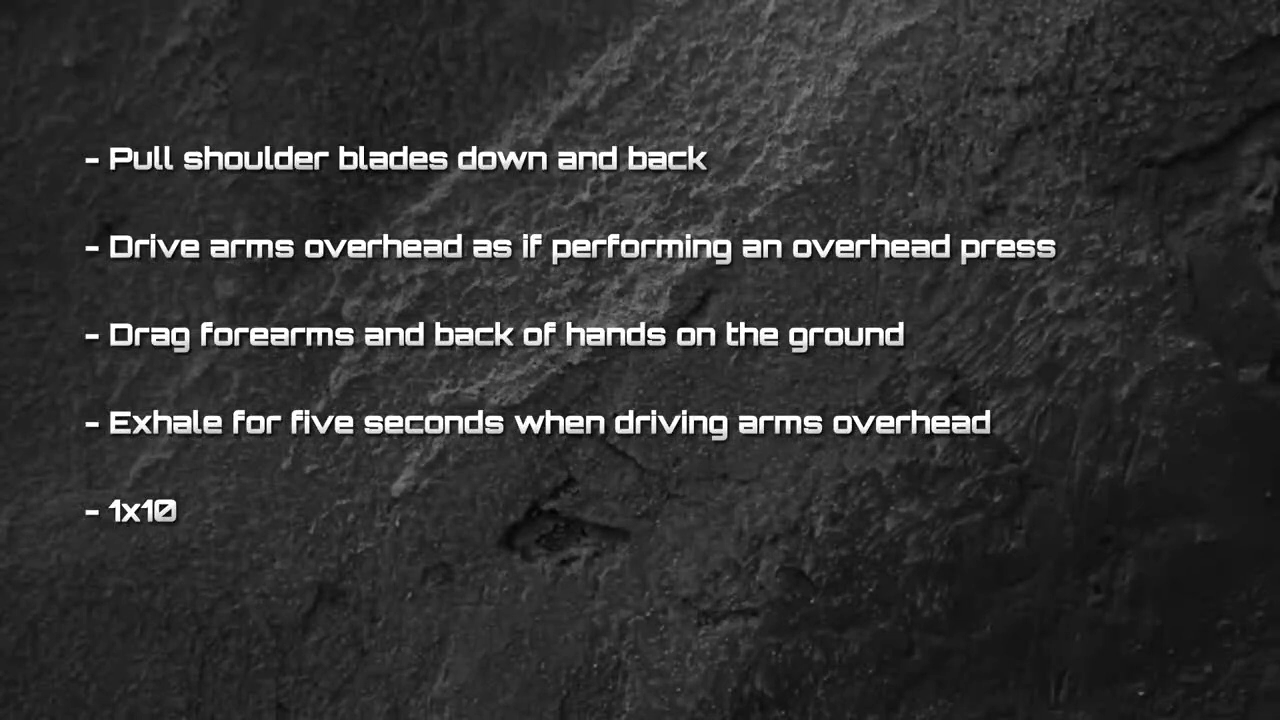 - Pull shoulder blades down and back
- Drive arms overhead as if performing an overhead press
- Drag forearms and back of hands on the ground
- Exhale for five seconds when driving arms overhead
- 1x10